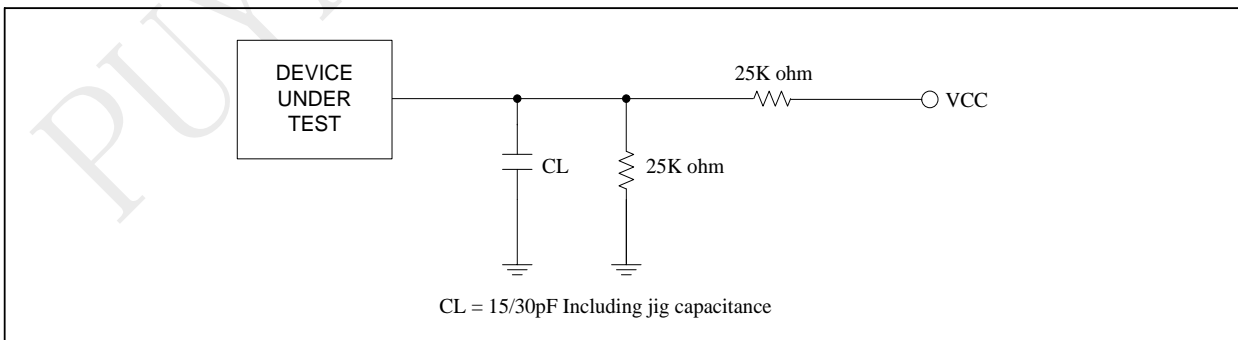 DEVICE
UNDER
TEST
25K ohm
VCC
CL
25K ohm
CL = 15/30pF Including jig capacitance